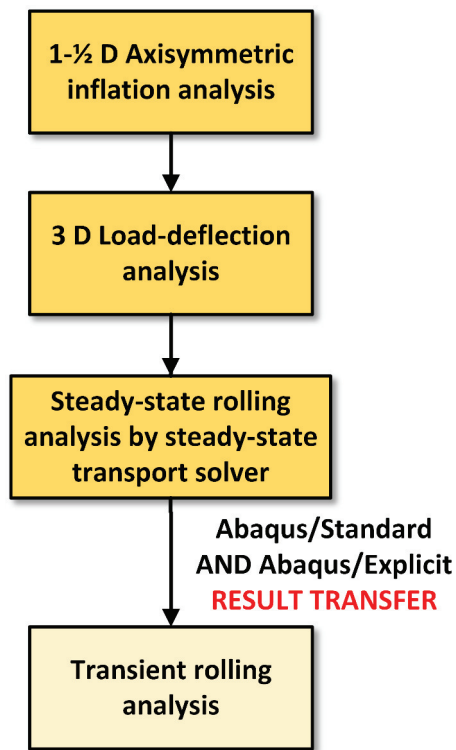 1-½ D Axisymmetric
inflation analysis
3 D Load-deflection
analysis
Steady-state rolling
analysis by steady-state
transport solver
Abaqus/Standard
AND Abaqus/Explicit
RESULT TRANSFER
Transient rolling
analysis